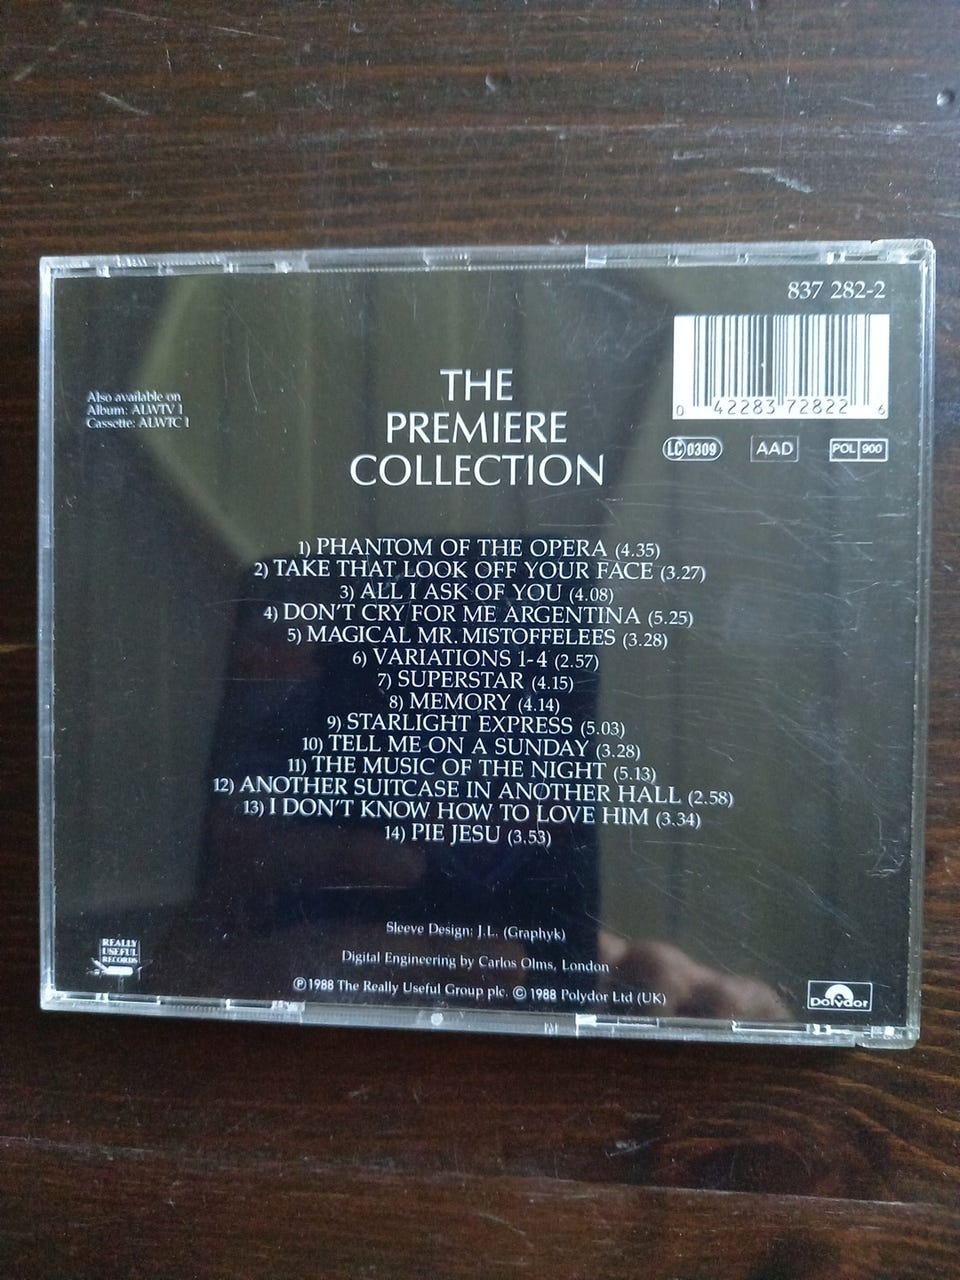 837 282-2
0 42283 72822 6
LC 0309
AAD
POL 900
Also available on
Album: ALWTV 1
Cassette: ALWTC 1
THE
PREMIERE
COLLECTION
1) PHANTOM OF THE OPERA (4.35)
2) TAKE THAT LOOK OFF YOUR FACE (3.27)
3) ALL I ASK OF YOU (4.08)
4) DON'T CRY FOR ME ARGENTINA (5.25)
5) MAGICAL MR. MISTOFFELEES (3.28)
6) VARIATIONS 1-4 (2.57)
7) SUPERSTAR (4.15)
8) MEMORY (4.14)
9) STARLIGHT EXPRESS (5.03)
10) TELL ME ON A SUNDAY (3.28)
11) THE MUSIC OF THE NIGHT (5.13)
12) ANOTHER SUITCASE IN ANOTHER HALL (2.58)
13) I DON'T KNOW HOW TO LOVE HIM (3.34)
14) PIE JESU (3.53)
Sleeve Design: J.L. (Graphyk)
Digital Engineering by Carlos Olms, London
℗ 1988 The Really Useful Group plc. © 1988 Polydor Ltd (UK)
REALLY
USEFUL
RECORDS
Polydor